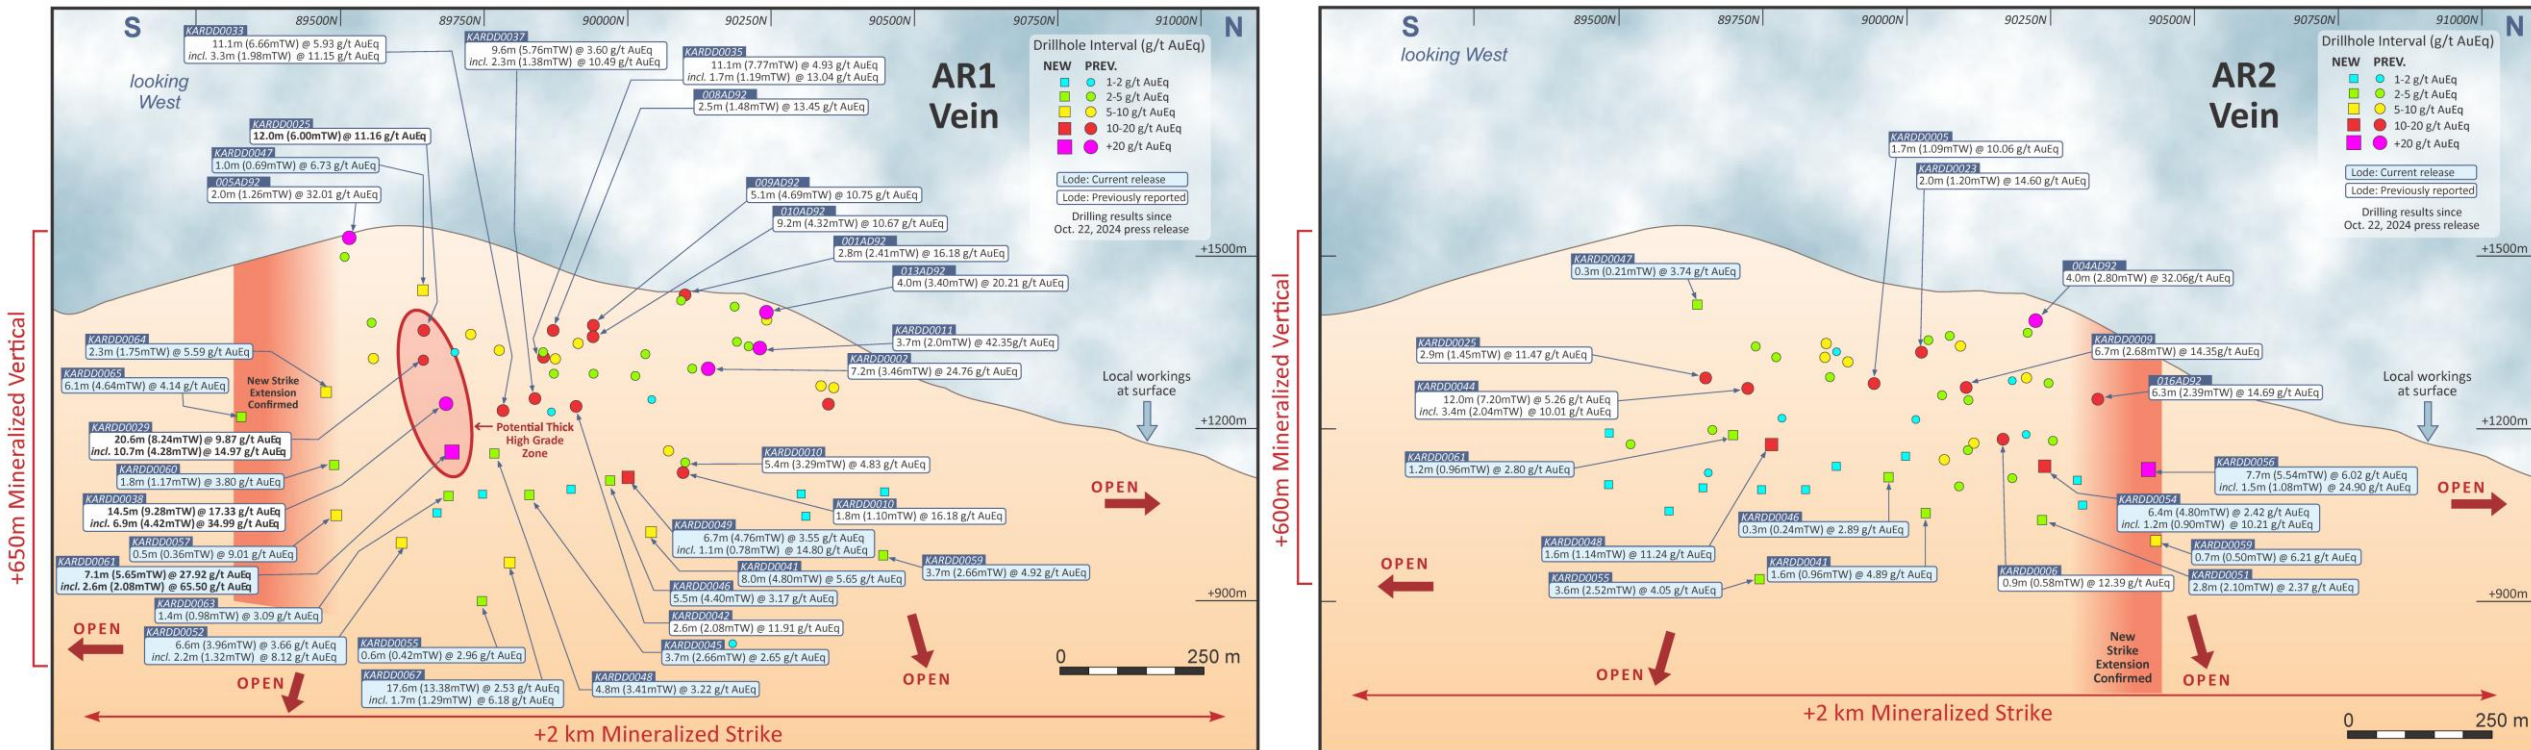 89500N
89750N
90000N
90250N
90500N
90750N
91000N
S
N
looking
West
AR1
Vein
Drillhole Interval (g/t AuEq)
NEW PREV.
1-2 g/t AuEq
2-5 g/t AuEq
5-10 g/t AuEq
10-20 g/t AuEq
+20 g/t AuEq
Lode: Current release
Lode: Previously reported
Drilling results since
Oct. 22, 2024 press release
KARDD0033
11.1m (6.66mTW) @ 5.93 g/t AuEq
incl. 3.3m (1.98mTW) @ 11.15 g/t AuEq
KARDD0037
9.6m (5.76mTW) @ 3.60 g/t AuEq
incl. 2.3m (1.38mTW) @ 10.49 g/t AuEq
KARDD0035
11.1m (7.77mTW) @ 4.93 g/t AuEq
incl. 1.7m (1.19mTW) @ 13.04 g/t AuEq
008AD92
2.5m (1.48mTW) @ 13.45 g/t AuEq
KARDD0025
12.0m (6.00mTW) @ 11.16 g/t AuEq
KARDD0047
1.0m (0.69mTW) @ 6.73 g/t AuEq
005AD92
2.0m (1.26mTW) @ 32.01 g/t AuEq
009AD92
5.1m (4.69mTW) @ 10.75 g/t AuEq
010AD92
9.2m (4.32mTW) @ 10.67 g/t AuEq
001AD92
2.8m (2.41mTW) @ 16.18 g/t AuEq
013AD92
4.0m (3.40mTW) @ 20.21 g/t AuEq
KARDD0011
3.7m (2.0mTW) @ 42.35g/t AuEq
KARDD0002
7.2m (3.46mTW) @ 24.76 g/t AuEq
+1500m
+1200m
+900m
Local workings
at surface
KARDD0064
2.3m (1.75mTW) @ 5.59 g/t AuEq
KARDD0065
6.1m (4.64mTW) @ 4.14 g/t AuEq
New Strike
Extension
Confirmed
KARDD0029
20.6m (8.24mTW) @ 9.87 g/t AuEq
incl. 10.7m (4.28mTW) @ 14.97 g/t AuEq
KARDD0060
1.8m (1.17mTW) @ 3.80 g/t AuEq
KARDD0038
14.5m (9.28mTW) @ 17.33 g/t AuEq
incl. 6.9m (4.42mTW) @ 34.99 g/t AuEq
KARDD0057
0.5m (0.36mTW) @ 9.01 g/t AuEq
KARDD0061
7.1m (5.65mTW) @ 27.92 g/t AuEq
incl. 2.6m (2.08mTW) @ 65.50 g/t AuEq
KARDD0063
1.4m (0.98mTW) @ 3.09 g/t AuEq
KARDD0052
6.6m (3.96mTW) @ 3.66 g/t AuEq
incl. 2.2m (1.32mTW) @ 8.12 g/t AuEq
Potential Thick
High Grade
Zone
KARDD0010
5.4m (3.29mTW) @ 4.83 g/t AuEq
KARDD0010
1.8m (1.10mTW) @ 16.18 g/t AuEq
KARDD0049
6.7m (4.76mTW) @ 3.55 g/t AuEq
incl. 1.1m (0.78mTW) @ 14.80 g/t AuEq
KARDD0041
8.0m (4.80mTW) @ 5.65 g/t AuEq
KARDD0059
3.7m (2.66mTW) @ 4.92 g/t AuEq
KARDD0046
5.5m (4.40mTW) @ 3.17 g/t AuEq
KARDD0042
2.6m (2.08mTW) @ 11.91 g/t AuEq
KARDD0045
3.7m (2.66mTW) @ 2.65 g/t AuEq
KARDD0055
0.6m (0.42mTW) @ 2.96 g/t AuEq
KARDD0067
17.6m (13.38mTW) @ 2.53 g/t AuEq
incl. 1.7m (1.29mTW) @ 6.18 g/t AuEq
KARDD0048
4.8m (3.41mTW) @ 3.22 g/t AuEq
OPEN
OPEN
OPEN
OPEN
0 250 m
+650m Mineralized Vertical
+2 km Mineralized Strike
89500N
89750N
90000N
90250N
90500N
90750N
91000N
S
N
looking West
AR2
Vein
Drillhole Interval (g/t AuEq)
NEW PREV.
1-2 g/t AuEq
2-5 g/t AuEq
5-10 g/t AuEq
10-20 g/t AuEq
+20 g/t AuEq
Lode: Current release
Lode: Previously reported
Drilling results since
Oct. 22, 2024 press release
KARDD0005
1.7m (1.09mTW) @ 10.06 g/t AuEq
KARDD0023
2.0m (1.20mTW) @ 14.60 g/t AuEq
KARDD0047
0.3m (0.21mTW) @ 3.74 g/t AuEq
004AD92
4.0m (2.80mTW) @ 32.06g/t AuEq
KARDD0025
2.9m (1.45mTW) @ 11.47 g/t AuEq
KARDD0009
6.7m (2.68mTW) @ 14.35g/t AuEq
KARDD0044
12.0m (7.20mTW) @ 5.26 g/t AuEq
incl. 3.4m (2.04mTW) @ 10.01 g/t AuEq
016AD92
6.3m (2.39mTW) @ 14.69 g/t AuEq
Local workings
at surface
+1500m
+1200m
+900m
KARDD0061
1.2m (0.96mTW) @ 2.80 g/t AuEq
KARDD0056
7.7m (5.54mTW) @ 6.02 g/t AuEq
incl. 1.5m (1.08mTW) @ 24.90 g/t AuEq
KARDD0054
6.4m (4.80mTW) @ 2.42 g/t AuEq
incl. 1.2m (0.90mTW) @ 10.21 g/t AuEq
KARDD0046
0.3m (0.24mTW) @ 2.89 g/t AuEq
KARDD0048
1.6m (1.14mTW) @ 11.24 g/t AuEq
KARDD0059
0.7m (0.50mTW) @ 6.21 g/t AuEq
KARDD0041
1.6m (0.96mTW) @ 4.89 g/t AuEq
KARDD0055
3.6m (2.52mTW) @ 4.05 g/t AuEq
KARDD0006
0.9m (0.58mTW) @ 12.39 g/t AuEq
KARDD0051
2.8m (2.10mTW) @ 2.37 g/t AuEq
New
Strike
Extension
Confirmed
OPEN
OPEN
OPEN
OPEN
+600m Mineralized Vertical
+2 km Mineralized Strike
0 250 m